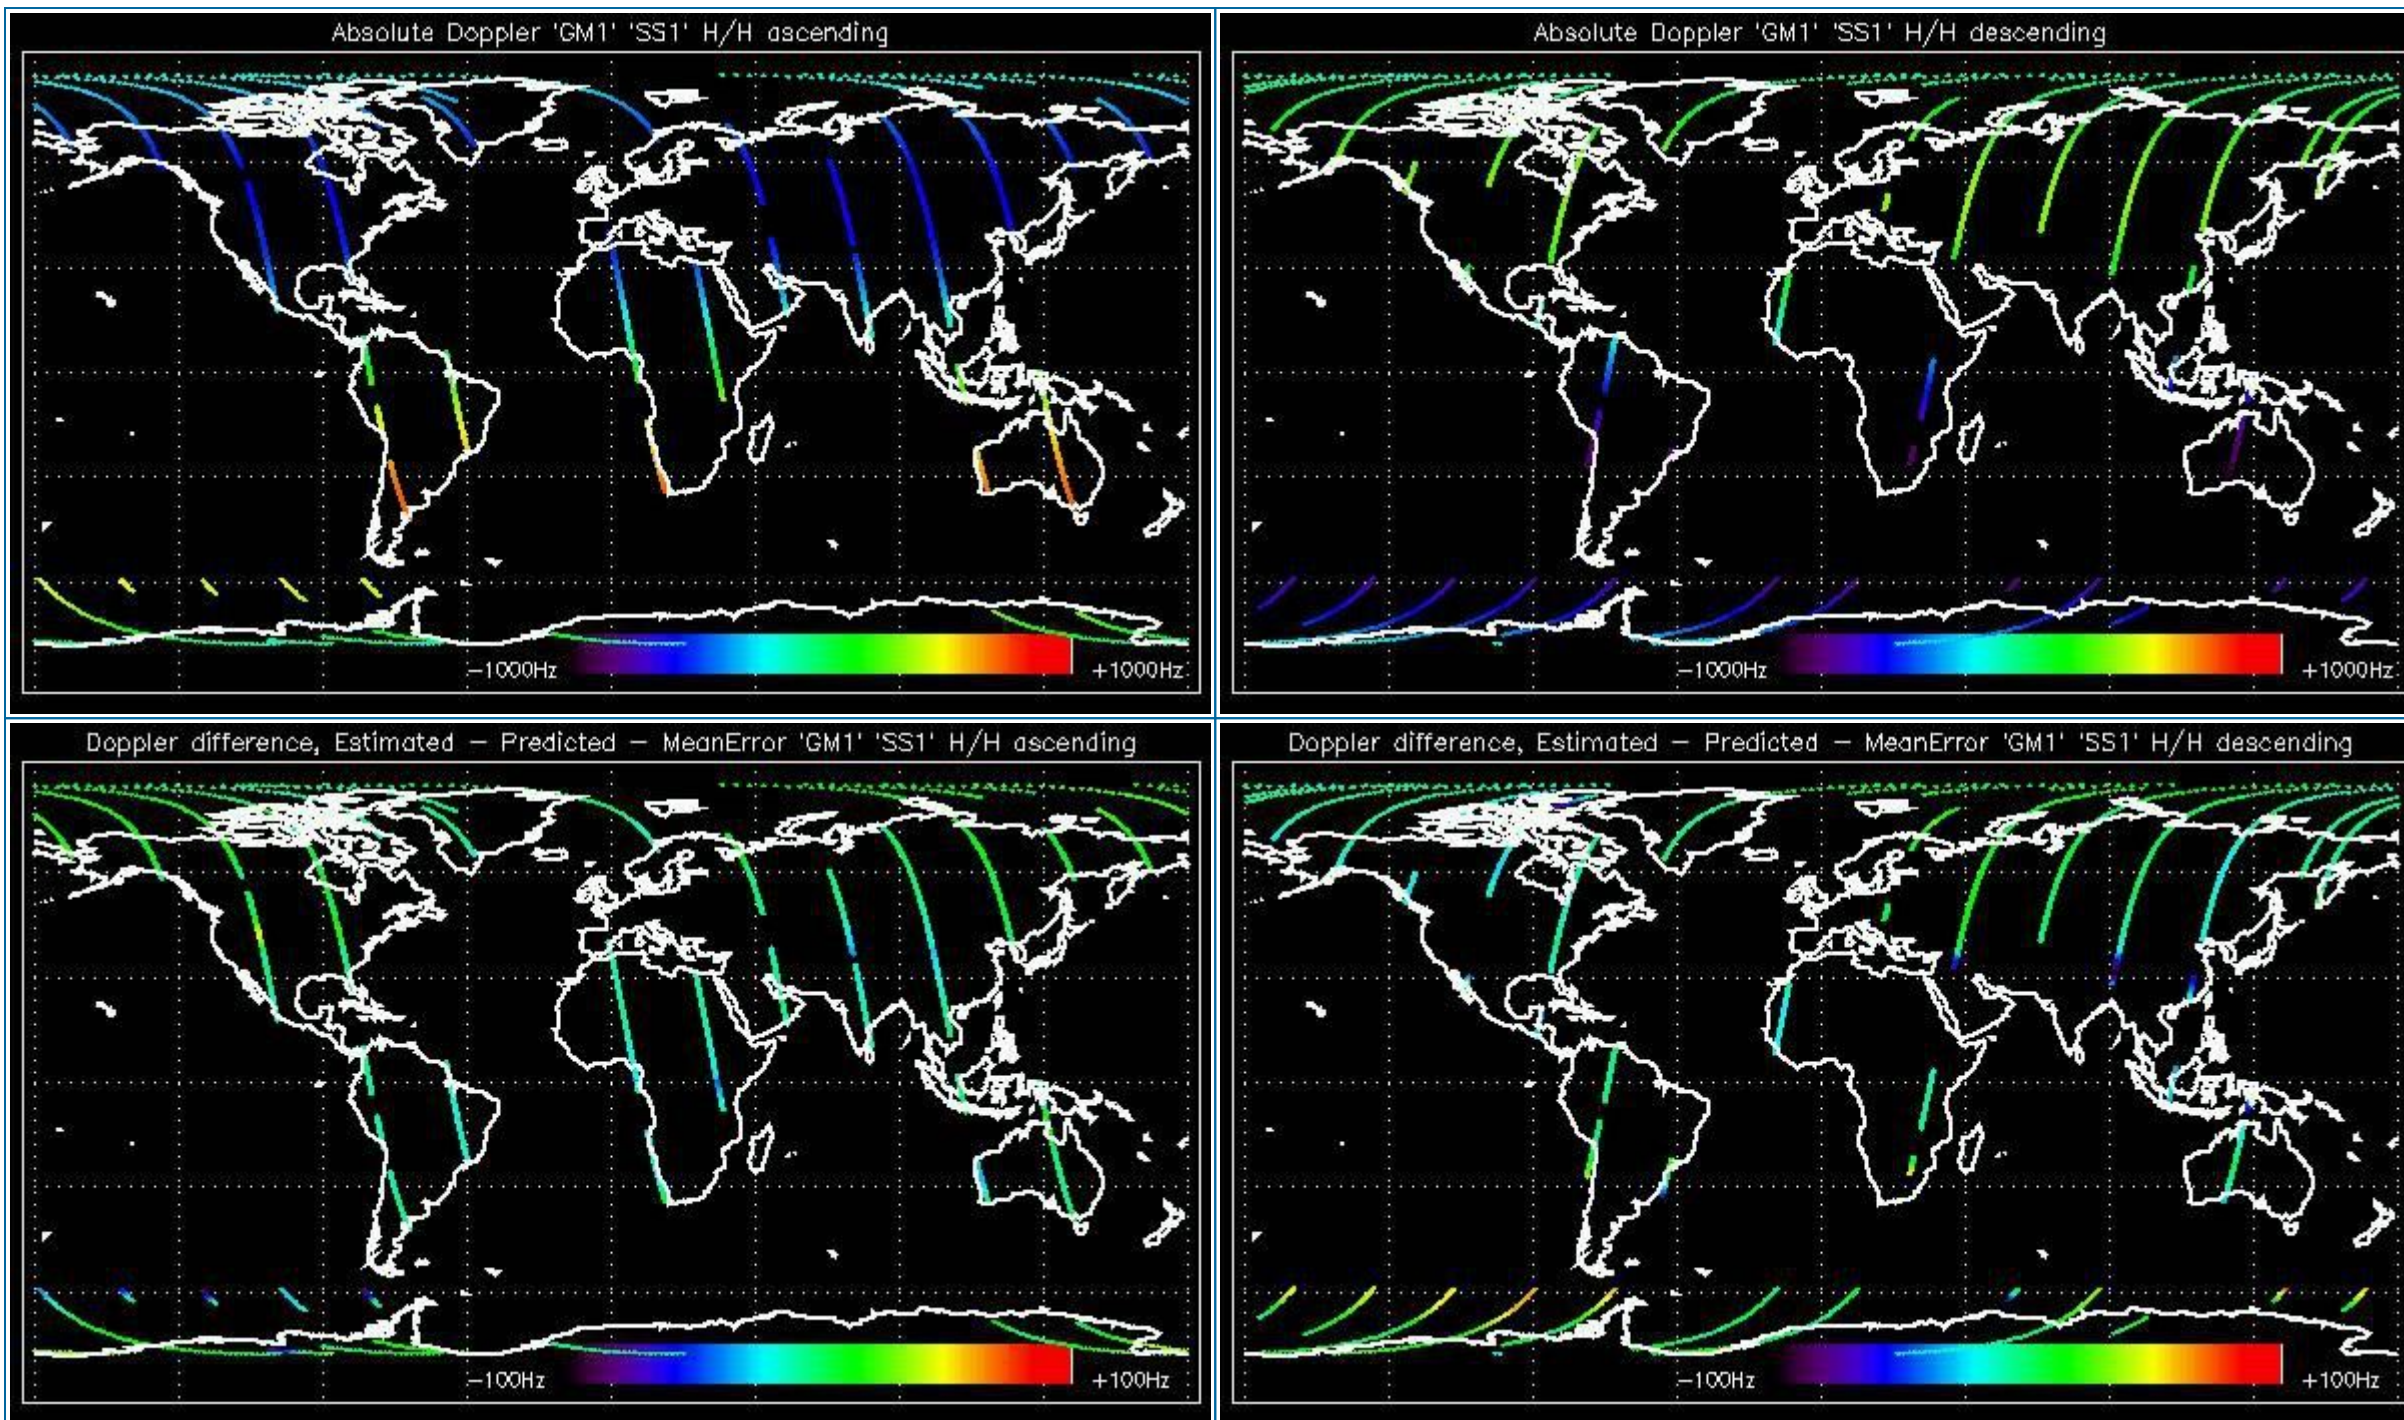 Absolute Doppler 'GM1' 'SS1' H/H ascending
−1000Hz
+1000Hz
Absolute Doppler 'GM1' 'SS1' H/H descending
−1000Hz
+1000Hz
Doppler difference, Estimated − Predicted − MeanError 'GM1' 'SS1' H/H ascending
−100Hz
+100Hz
Doppler difference, Estimated − Predicted − MeanError 'GM1' 'SS1' H/H descending
−100Hz
+100Hz